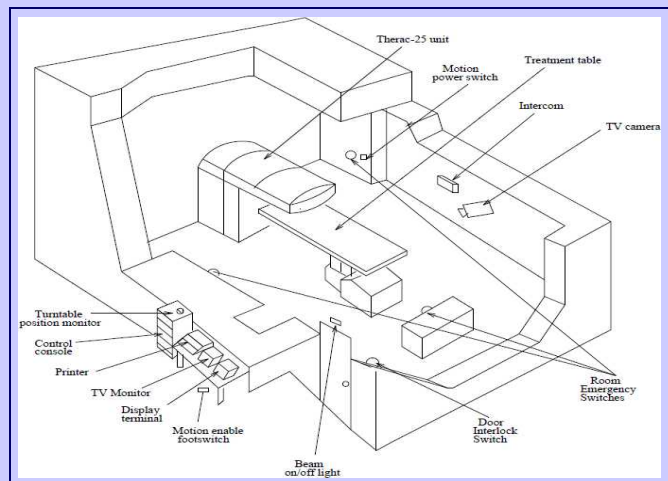 Therac-25 unit
Treatment table
Motion
power switch
Intercom
TV camera
Turntable
position monitor
Control
console
Printer
TV Monitor
Display
terminal
Motion enable
footswitch
Beam
on/off light
Door
Interlock
Switch
Room
Emergency
Switches